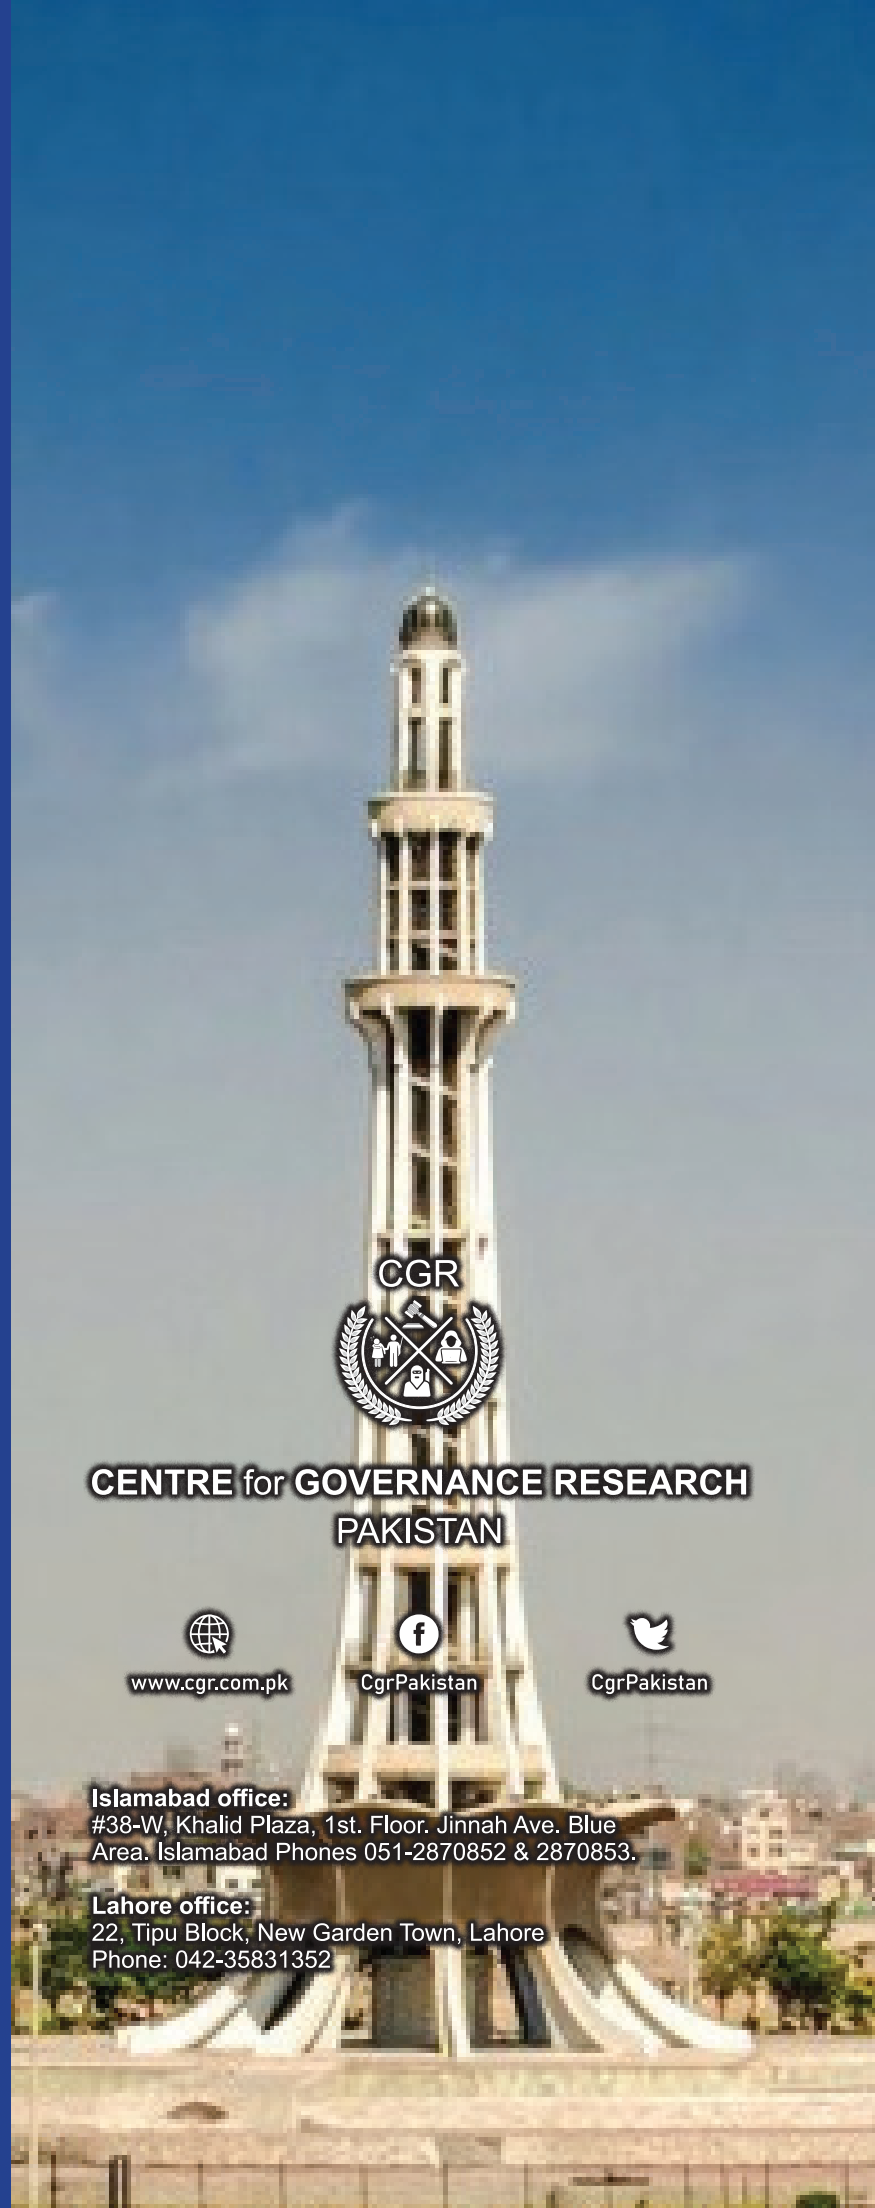 CGR
CENTRE for GOVERNANCE RESEARCH
PAKISTAN
www.cgr.com.pk
CgrPakistan
CgrPakistan
Islamabad office:
#38-W, Khalid Plaza, 1st. Floor. Jinnah Ave. Blue
Area. Islamabad Phones 051-2870852 & 2870853.
Lahore office:
22, Tipu Block, New Garden Town, Lahore
Phone: 042-35831352